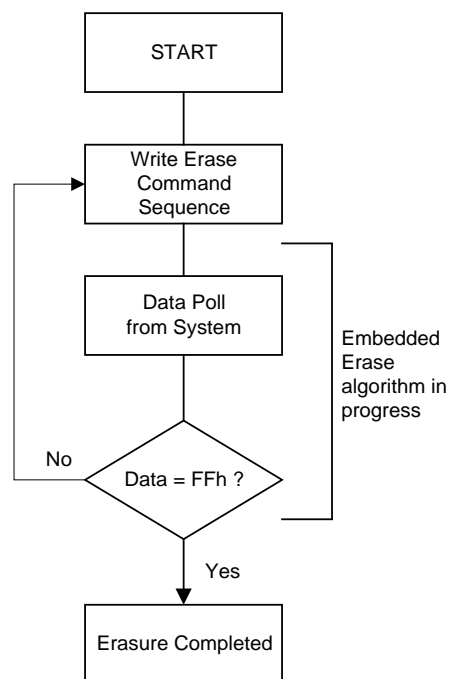 START
Write Erase
Command
Sequence
Data Poll
from System
Embedded
Erase
algorithm in
progress
No
Data = FFh ?
Yes
Erasure Completed